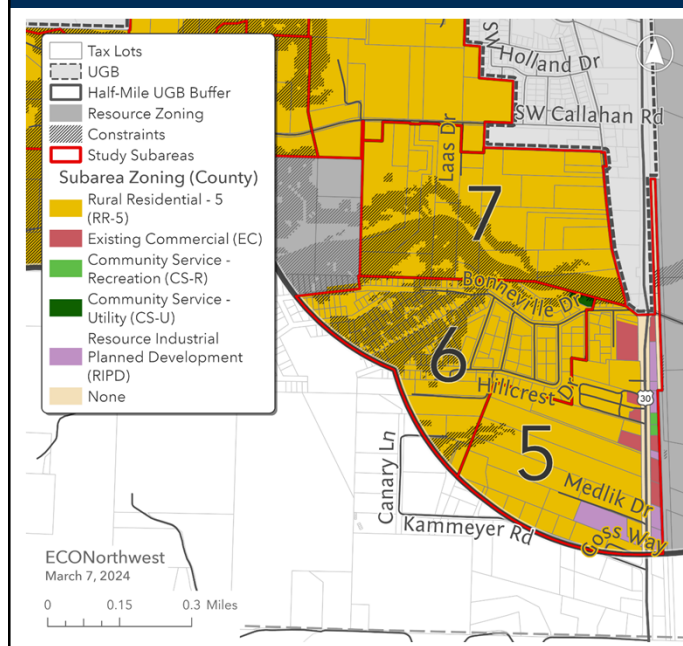 Tax Lots
UGB
Half-Mile UGB Buffer
Resource Zoning
Constraints
Study Subareas
Subarea Zoning (County)
Rural Residential - 5
(RR-5)
Existing Commercial (EC)
Community Service -
Recreation (CS-R)
Community Service -
Utility (CS-U)
Resource Industrial
Planned Development
(RIPD)
None
SW Holland Dr
SW Callahan Rd
Laas Dr
7
Bonneville Dr
6
Hillcrest Dr
30
5
Canary Ln
Medlik Dr
Kammeyer Rd
Coss Way
ECONorthwest
March 7, 2024
0 0.15 0.3 Miles